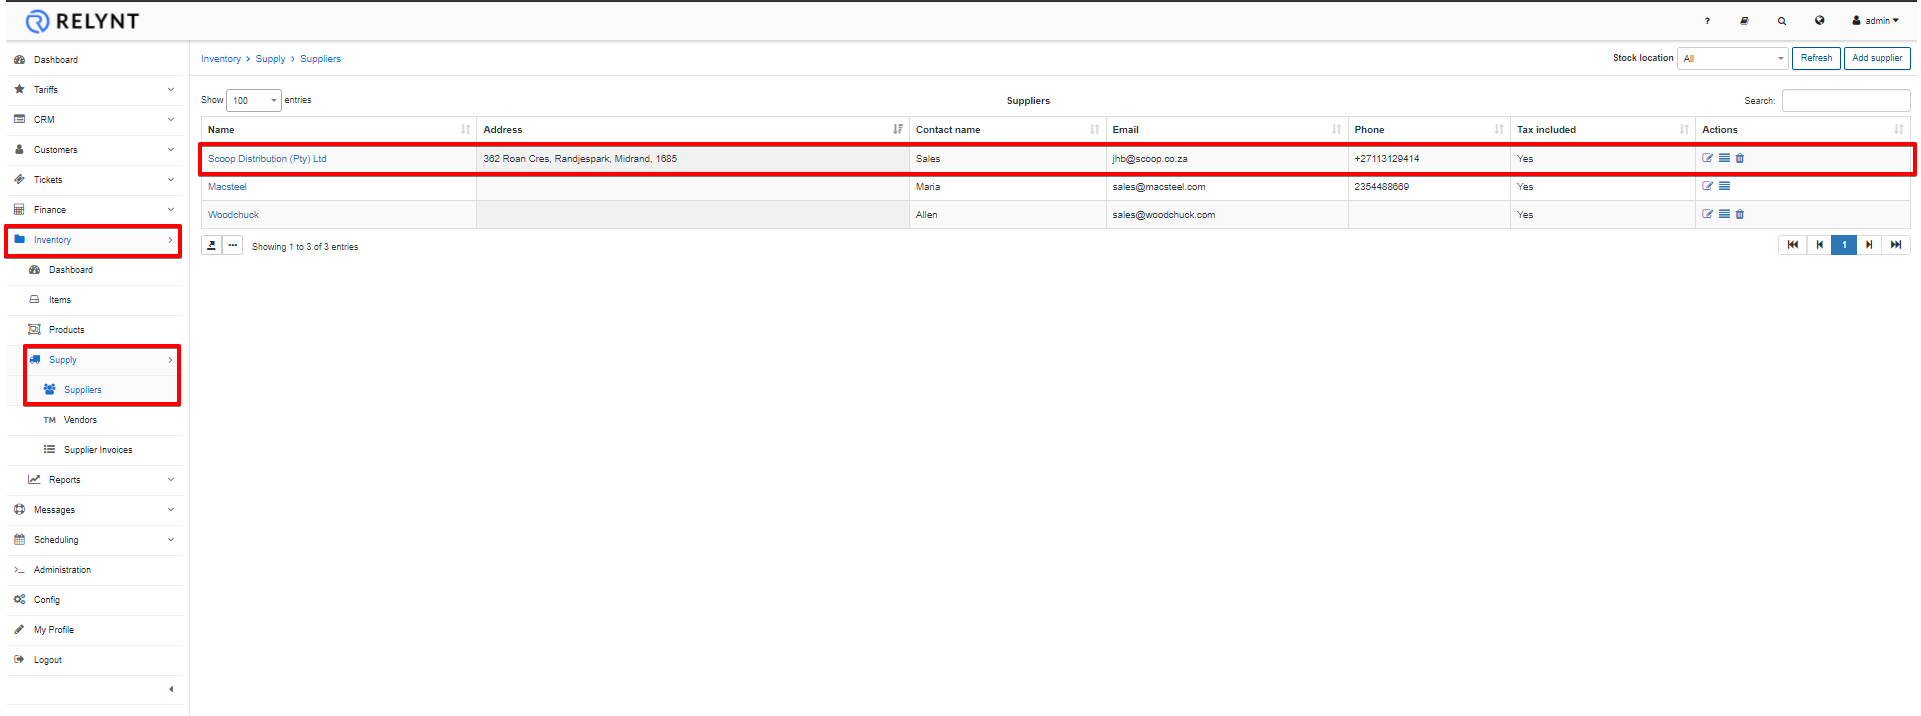 RELYNT
? admin
Dashboard
Tariffs
CRM
Customers
Tickets
Finance
Inventory
Dashboard
Items
Products
Supply
Suppliers
TM Vendors
Supplier Invoices
Reports
Messages
Scheduling
>_ Administration
Config
My Profile
Logout
Inventory > Supply > Suppliers
Stock location All Refresh Add supplier
Show 100 entries
Suppliers
Search:
Name Address Contact name Email Phone Tax included Actions
Scoop Distribution (Pty) Ltd 362 Roan Cres, Randjespark, Midrand, 1685 Sales jhb@scoop.co.za +27113129414 Yes
Macsteel Maria sales@macsteel.com 2354488669 Yes
Woodchuck Allen sales@woodchuck.com Yes
... Showing 1 to 3 of 3 entries
1